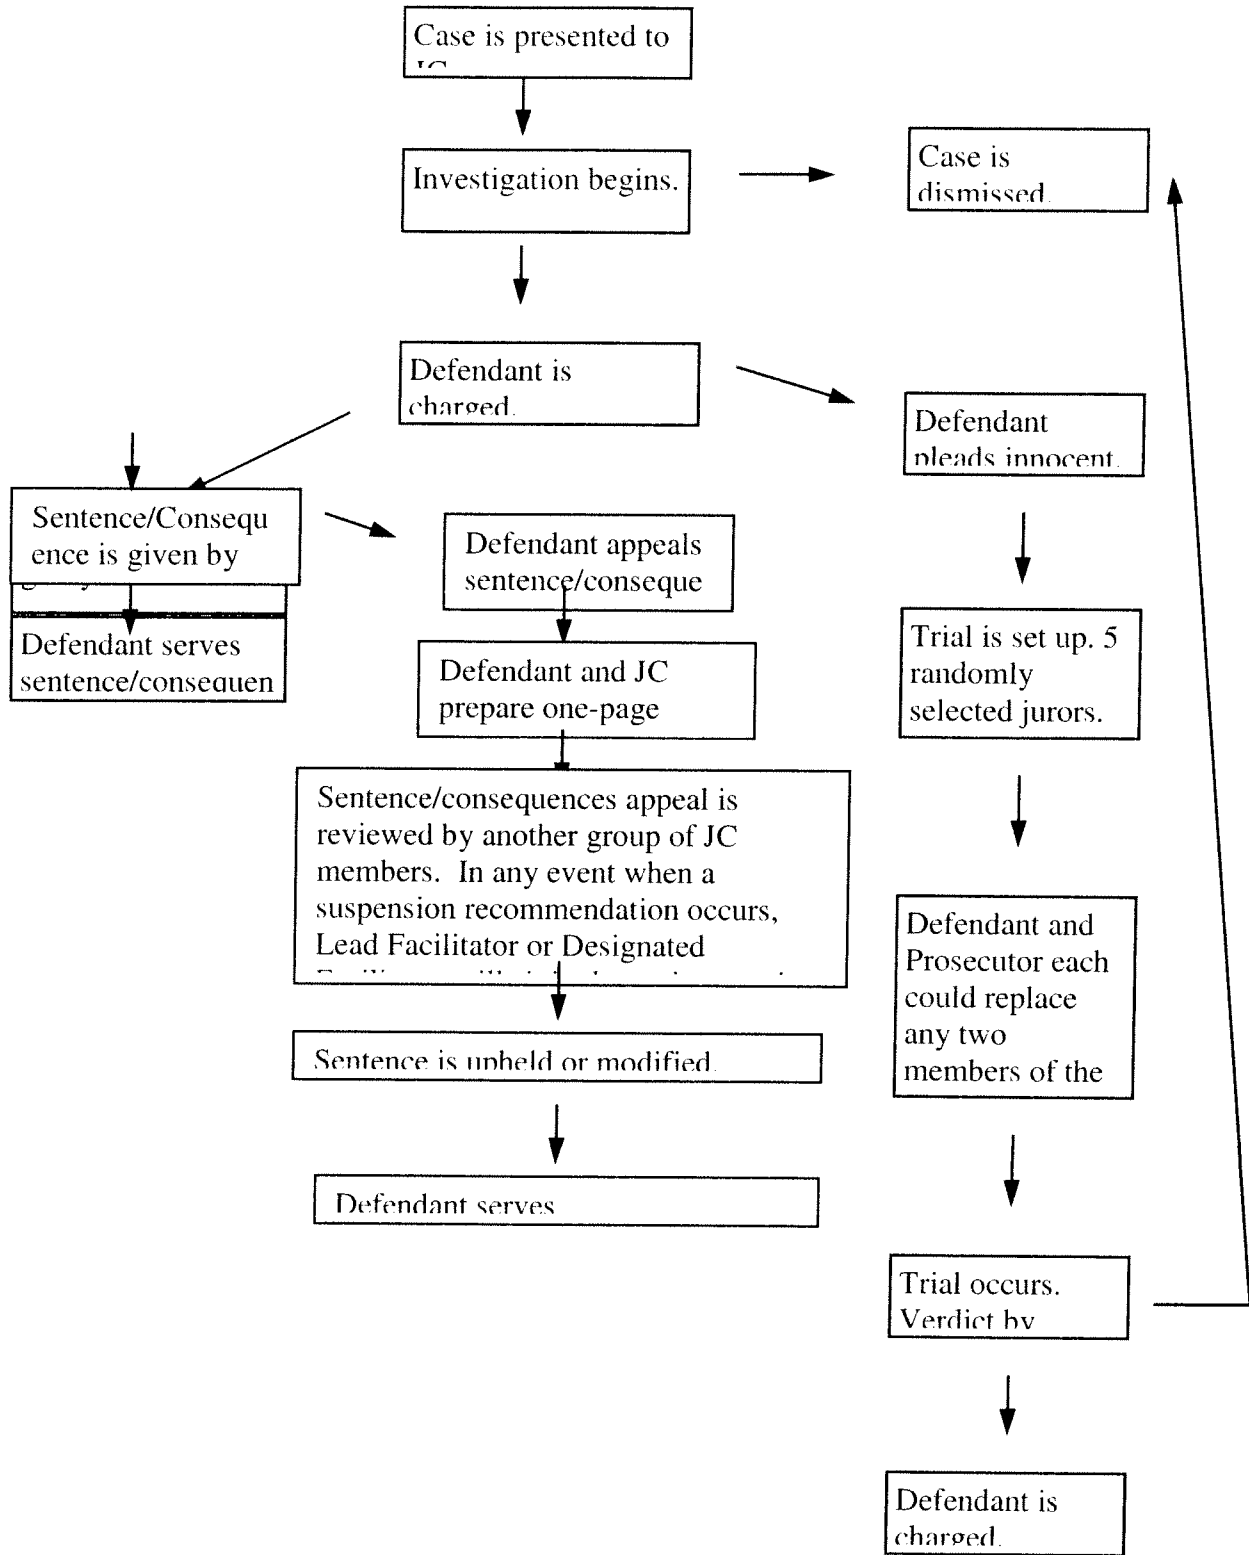 Case is presented to
JC
Investigation begins.
Case is
dismissed.
Defendant is
charged.
Defendant
pleads innocent.
Sentence/Consequ
ence is given by
Defendant serves
sentence/consequen
Defendant appeals
sentence/conseque
Defendant and JC
prepare one-page
Sentence/consequences appeal is
reviewed by another group of JC
members. In any event when a
suspension recommendation occurs,
Lead Facilitator or Designated
Sentence is upheld or modified.
Defendant serves
Trial is set up. 5
randomly
selected jurors.
Defendant and
Prosecutor each
could replace
any two
members of the
Trial occurs.
Verdict by
Defendant is
charged.